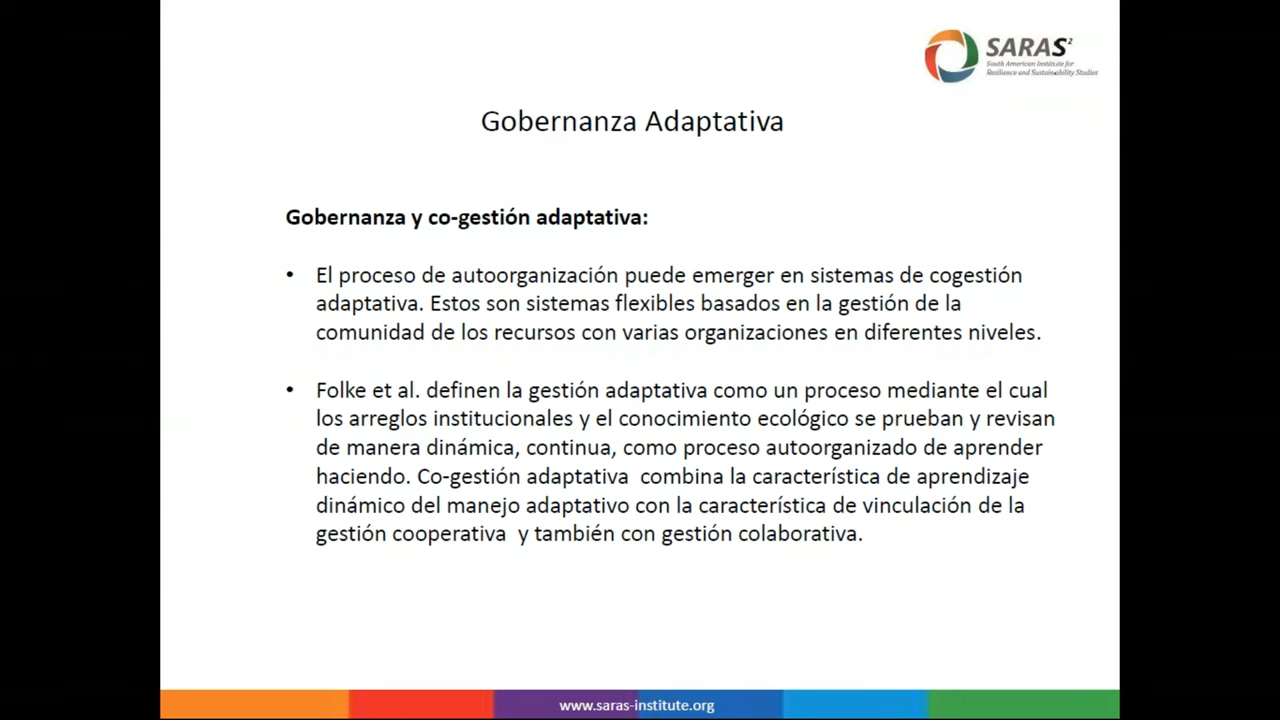 SARAS²
South American Institute for
Resilience and Sustainability Studies
Gobernanza Adaptativa
Gobernanza y co-gestión adaptativa:
• El proceso de autoorganización puede emerger en sistemas de cogestión
adaptativa. Estos son sistemas flexibles basados en la gestión de la
comunidad de los recursos con varias organizaciones en diferentes niveles.
• Folke et al. definen la gestión adaptativa como un proceso mediante el cual
los arreglos institucionales y el conocimiento ecológico se prueban y revisan
de manera dinámica, continua, como proceso autoorganizado de aprender
haciendo. Co-gestión adaptativa  combina la característica de aprendizaje
dinámico del manejo adaptativo con la característica de vinculación de la
gestión cooperativa  y también con gestión colaborativa.
www.saras-institute.org